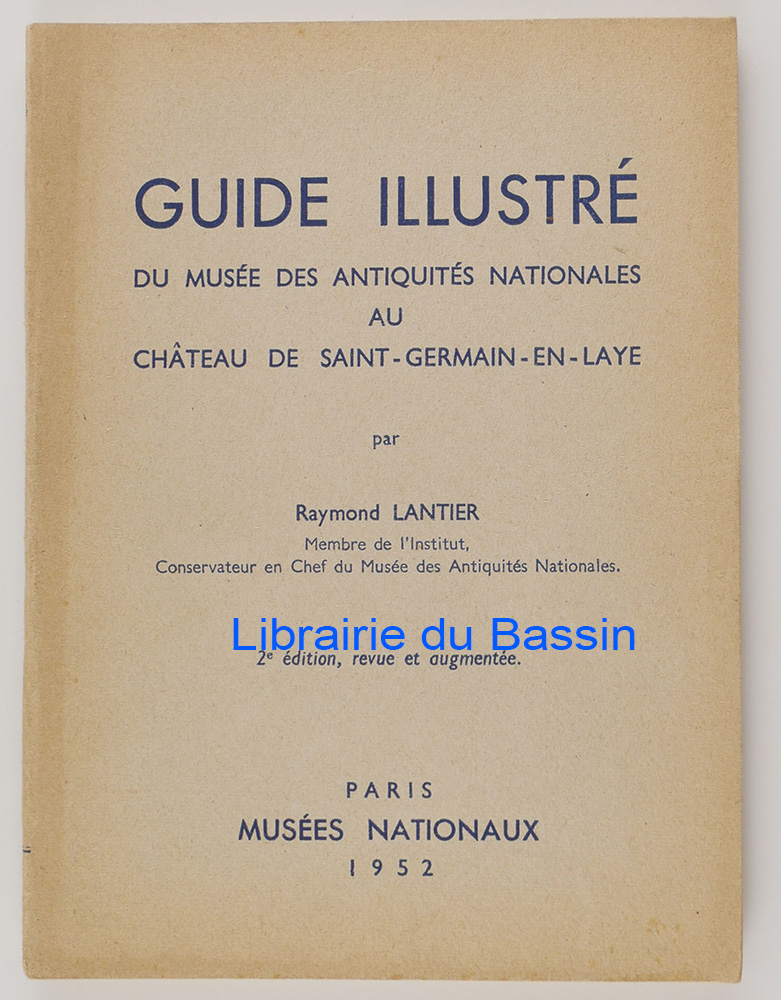 GUIDE ILLUSTRÉ
DU MUSÉE DES ANTIQUITÉS NATIONALES
AU
CHÂTEAU DE SAINT-GERMAIN-EN-LAYE
par
Raymond LANTIER
Membre de l'Institut,
Conservateur en Chef du Musée des Antiquités Nationales.
Librairie du Bassin
2e édition, revue et augmentée.
PARIS
MUSÉES NATIONAUX
1952